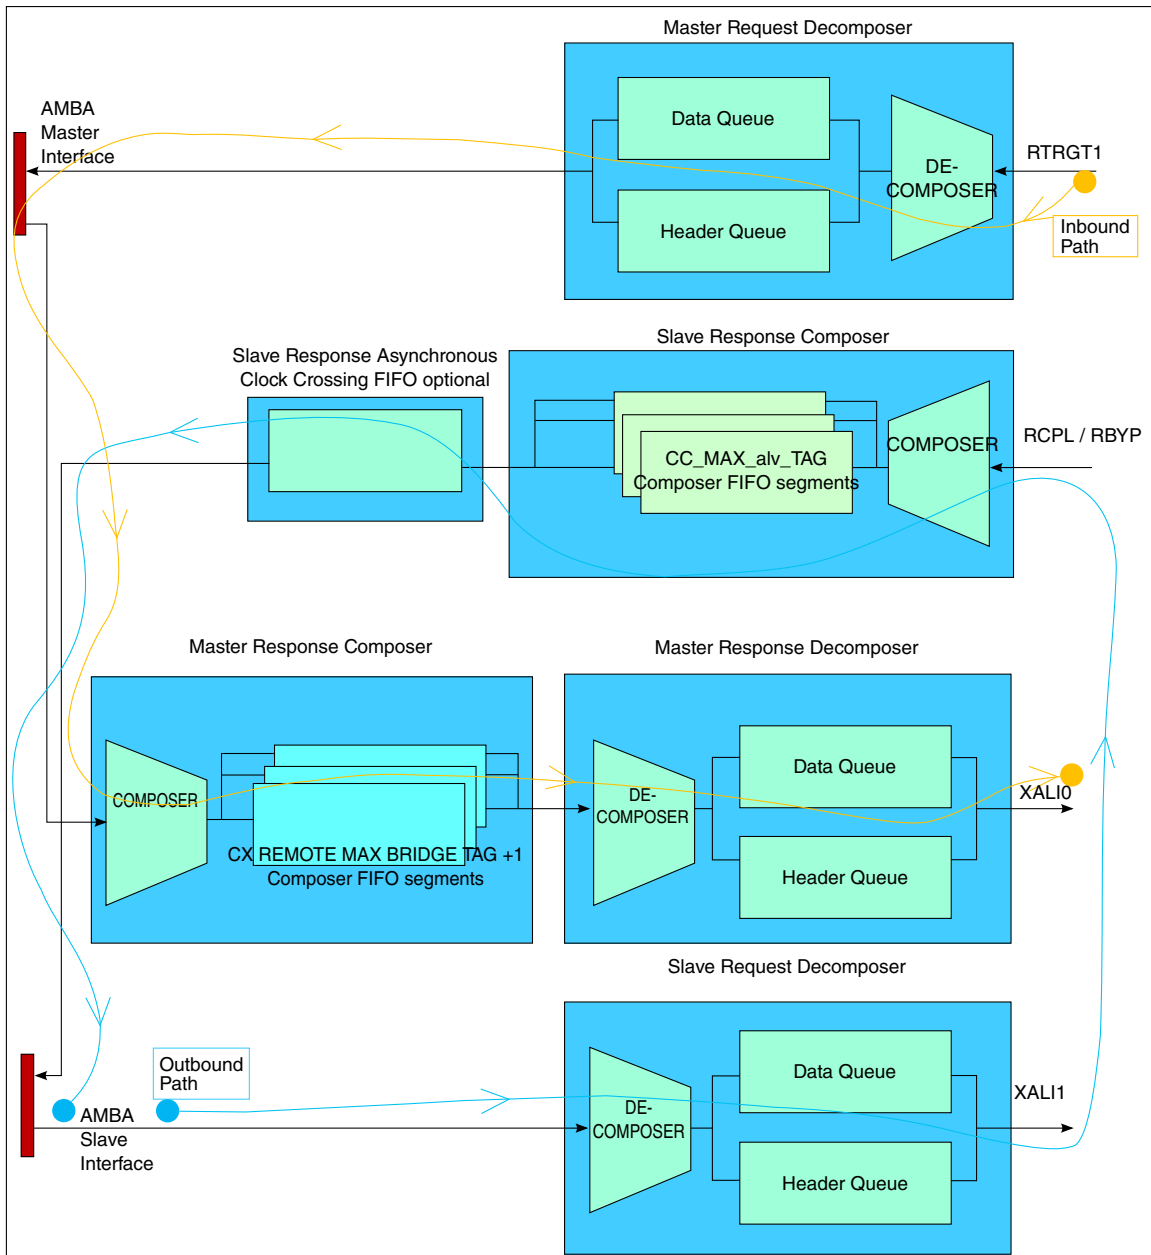 Master Request Decomposer
AMBA
Master
Interface
Data Queue
DE-
COMPOSER
RTRGT1
Header Queue
Inbound
Path
Slave Response Composer
Slave Response Asynchronous
Clock Crossing FIFO optional
COMPOSER
RCPL / RBYP
CC_MAX_alv_TAG
Composer FIFO segments
Master Response Composer
Master Response Decomposer
COMPOSER
CX REMOTE MAX BRIDGE TAG +1
Composer FIFO segments
DE-
COMPOSER
Data Queue
XALI0
Header Queue
Slave Request Decomposer
Outbound
Path
AMBA
Slave
Interface
DE-
COMPOSER
Data Queue
XALI1
Header Queue